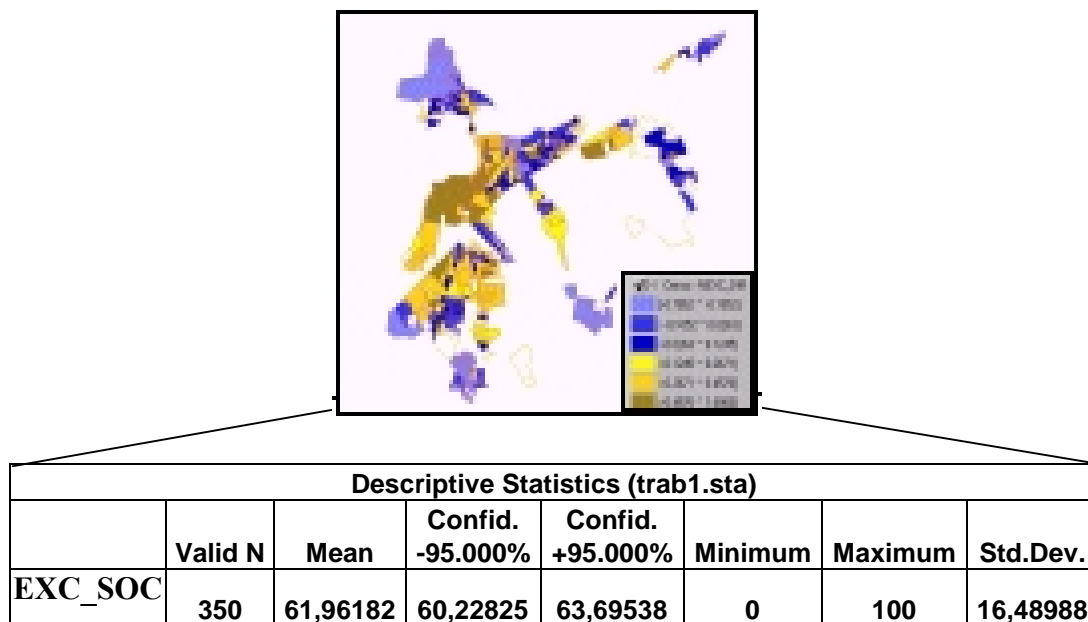 Descriptive Statistics (trab1.sta)
Valid N Mean Confid. -95.000% Confid. +95.000% Minimum Maximum Std.Dev.
EXC_SOC 350 61,96182 60,22825 63,69538 0 100 16,48988